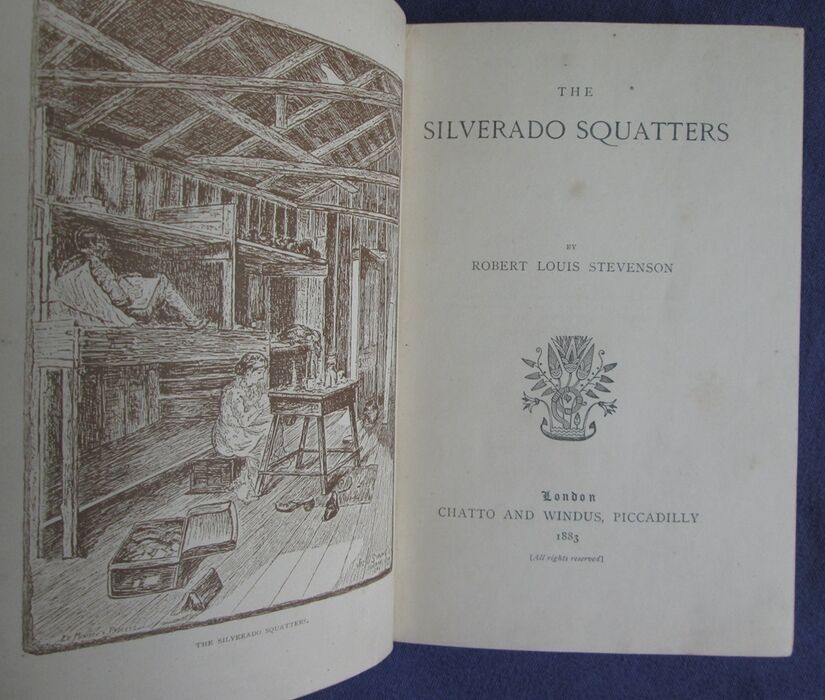 THE SILVERADO SQUATTERS.
THE
SILVERADO SQUATTERS
BY
ROBERT LOUIS STEVENSON
London
CHATTO AND WINDUS, PICCADILLY
1883
[All rights reserved]